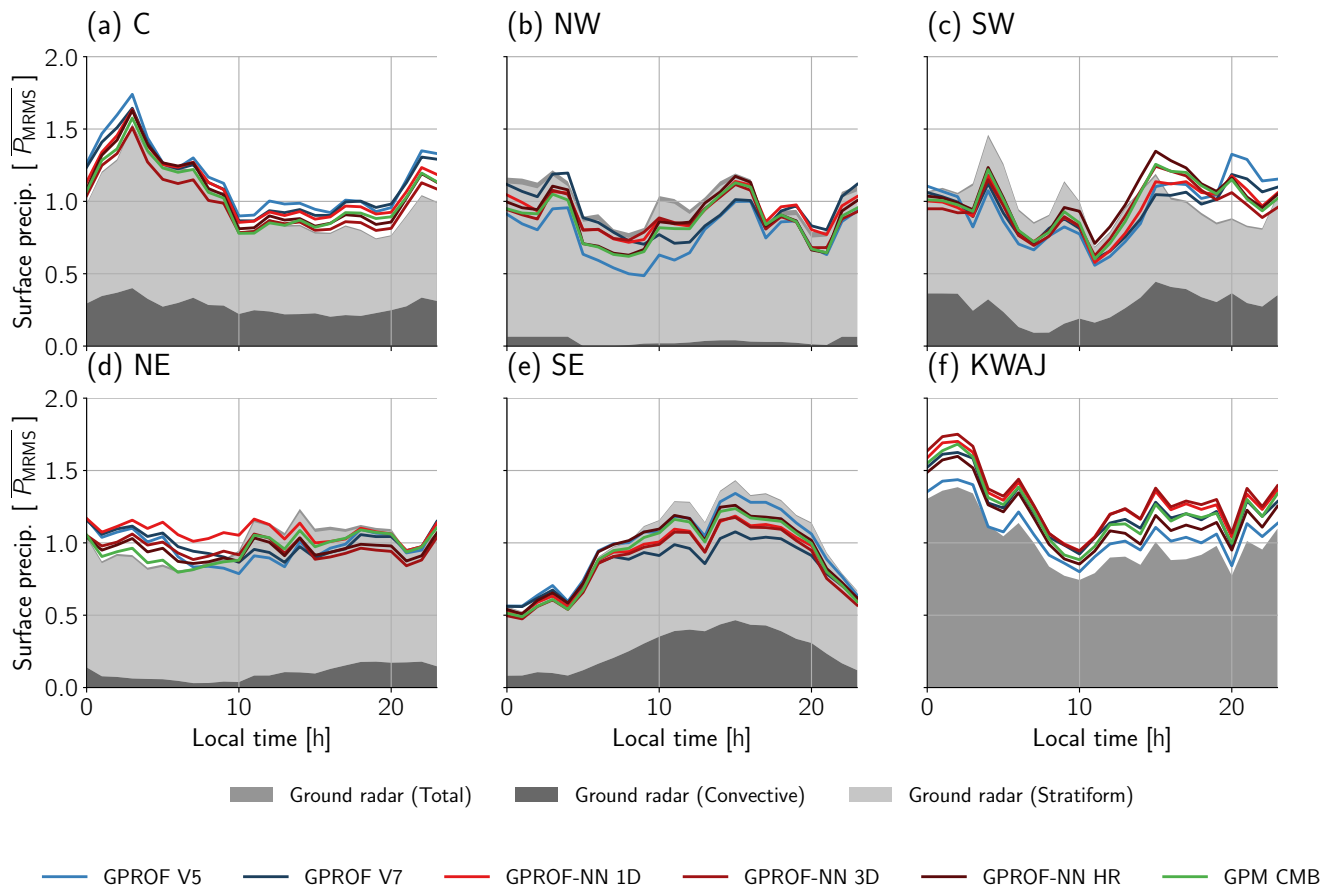 (a) C
(b) NW
(c) SW
Surface precip. [ P_MRMS ]
2.0
1.5
1.0
0.5
0.0
(d) NE
(e) SE
(f) KWAJ
Surface precip. [ P_MRMS ]
2.0
1.5
1.0
0.5
0.0
0 10 20
0 10 20
0 10 20
Local time [h]
Local time [h]
Local time [h]
Ground radar (Total)
Ground radar (Convective)
Ground radar (Stratiform)
GPROF V5
GPROF V7
GPROF-NN 1D
GPROF-NN 3D
GPROF-NN HR
GPM CMB